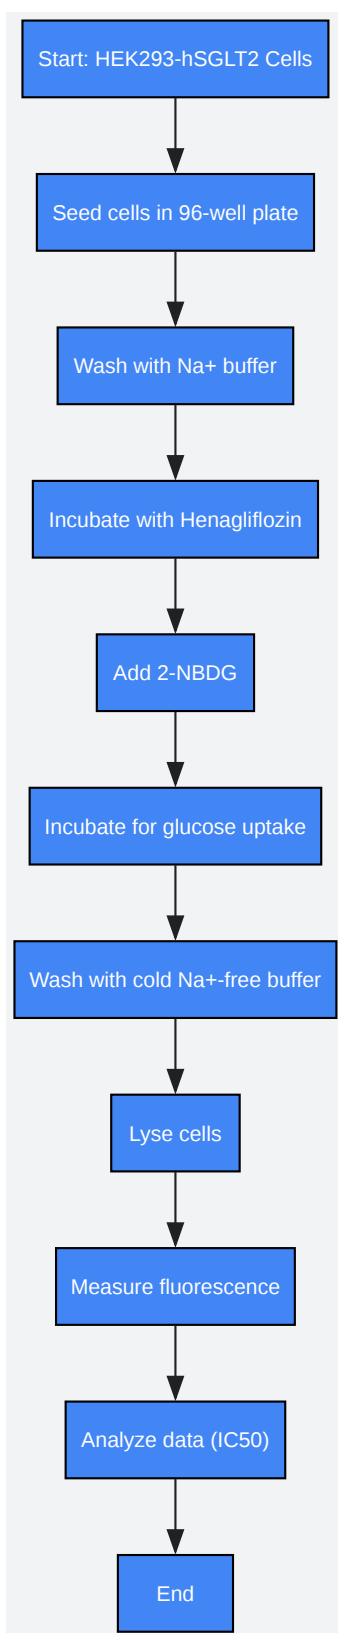 Start: HEK293-hSGLT2 Cells
Seed cells in 96-well plate
Wash with Na+ buffer
Incubate with Henagliflozin
Add 2-NBDG
Incubate for glucose uptake
Wash with cold Na+-free buffer
Lyse cells
Measure fluorescence
Analyze data (IC50)
End